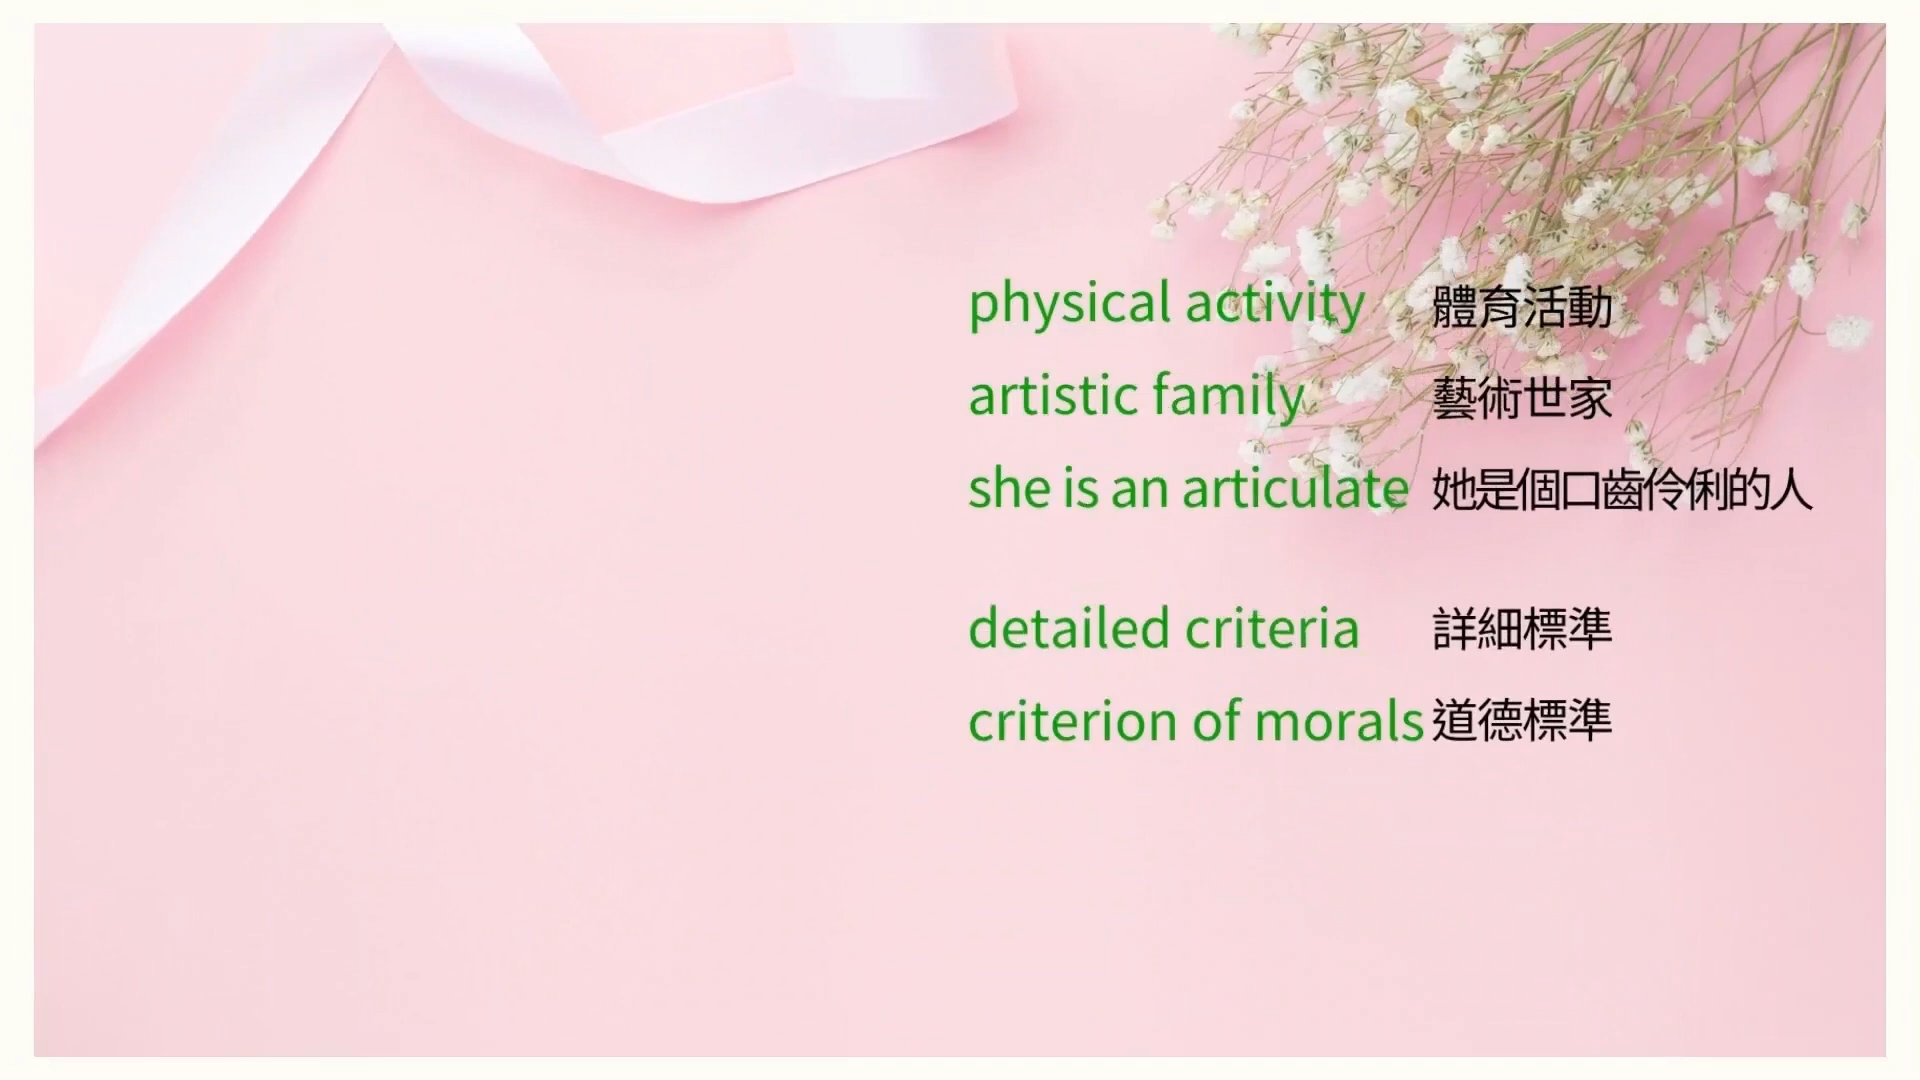 physical activity 體育活動
artistic family 藝術世家
she is an articulate 她是個口齒伶俐的人
detailed criteria 詳細標準
criterion of morals 道德標準